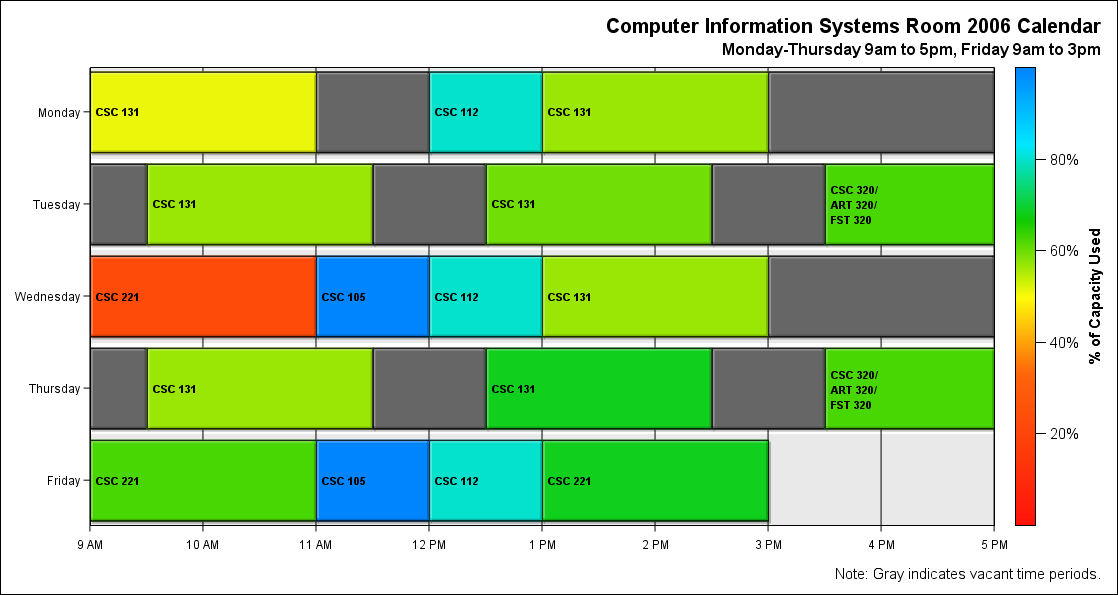 Computer Information Systems Room 2006 Calendar
Monday-Thursday 9am to 5pm, Friday 9am to 3pm
Monday
CSC 131
CSC 112
CSC 131
Tuesday
CSC 131
CSC 131
CSC 320/
ART 320/
FST 320
Wednesday
CSC 221
CSC 105
CSC 112
CSC 131
Thursday
CSC 131
CSC 131
CSC 320/
ART 320/
FST 320
Friday
CSC 221
CSC 105
CSC 112
CSC 221
9 AM
10 AM
11 AM
12 PM
1 PM
2 PM
3 PM
4 PM
5 PM
80%
60%
40%
20%
% of Capacity Used
Note: Gray indicates vacant time periods.